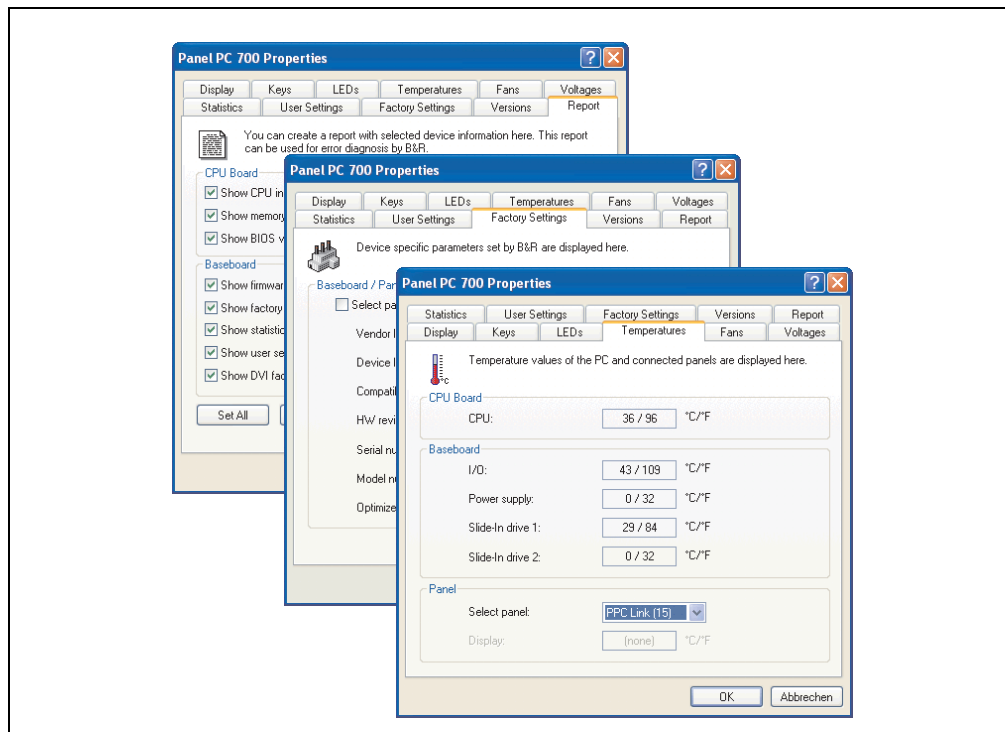 Panel PC 700 Properties
Display Keys LEDs Temperatures Fans Voltages
Statistics User Settings Factory Settings Versions Report
You can create a report with selected device information here. This report
can be used for error diagnosis by B&R.
CPU Board
Show CPU in
Show memory
Show BIOS v
Baseboard
Show firmwar
Show factory
Show statistic
Show user se
Show DVI fac
Set All
Panel PC 700 Properties
Display Keys LEDs Temperatures Fans Voltages
Statistics User Settings Factory Settings Versions Report
Device specific parameters set by B&R are displayed here.
Baseboard / Par
Select pa
Vendor I
Device I
Compatil
HW revi
Serial nu
Model n
Optimize
Panel PC 700 Properties
Statistics User Settings Factory Settings Versions Report
Display Keys LEDs Temperatures Fans Voltages
Temperature values of the PC and connected panels are displayed here.
°C
CPU Board
CPU: 36 / 96 °C/°F
Baseboard
I/O: 43 / 109 °C/°F
Power supply: 0 / 32 °C/°F
Slide-In drive 1: 29 / 84 °C/°F
Slide-In drive 2: 0 / 32 °C/°F
Panel
Select panel: PPC Link (15)
Display: (none) °C/°F
OK Abbrechen